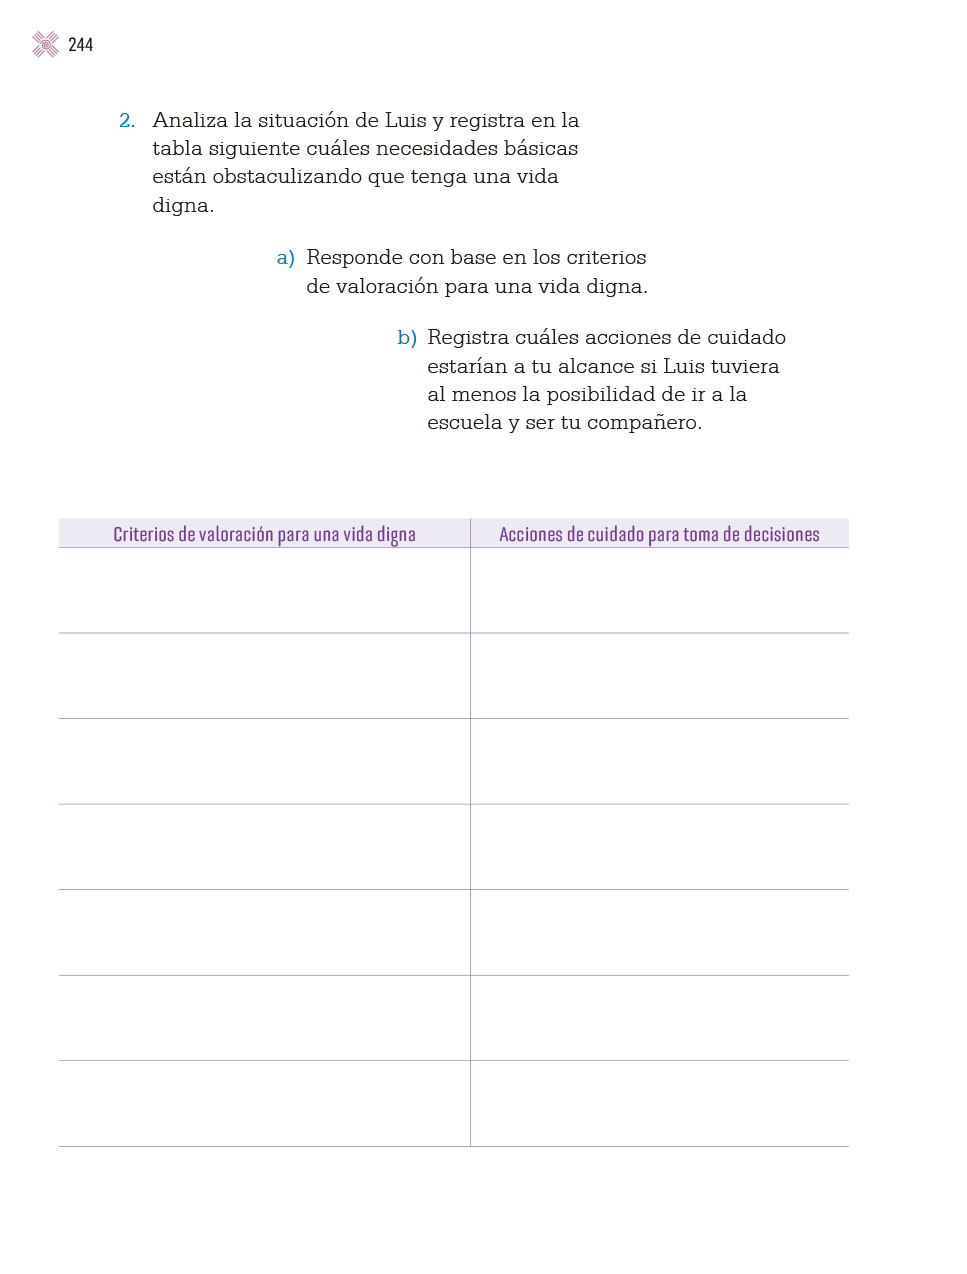 244
2. Analiza la situación de Luis y registra en la
tabla siguiente cuáles necesidades básicas
están obstaculizando que tenga una vida
digna.
a) Responde con base en los criterios
de valoración para una vida digna.
b) Registra cuáles acciones de cuidado
estarían a tu alcance si Luis tuviera
al menos la posibilidad de ir a la
escuela y ser tu compañero.
Criterios de valoración para una vida digna Acciones de cuidado para toma de decisiones